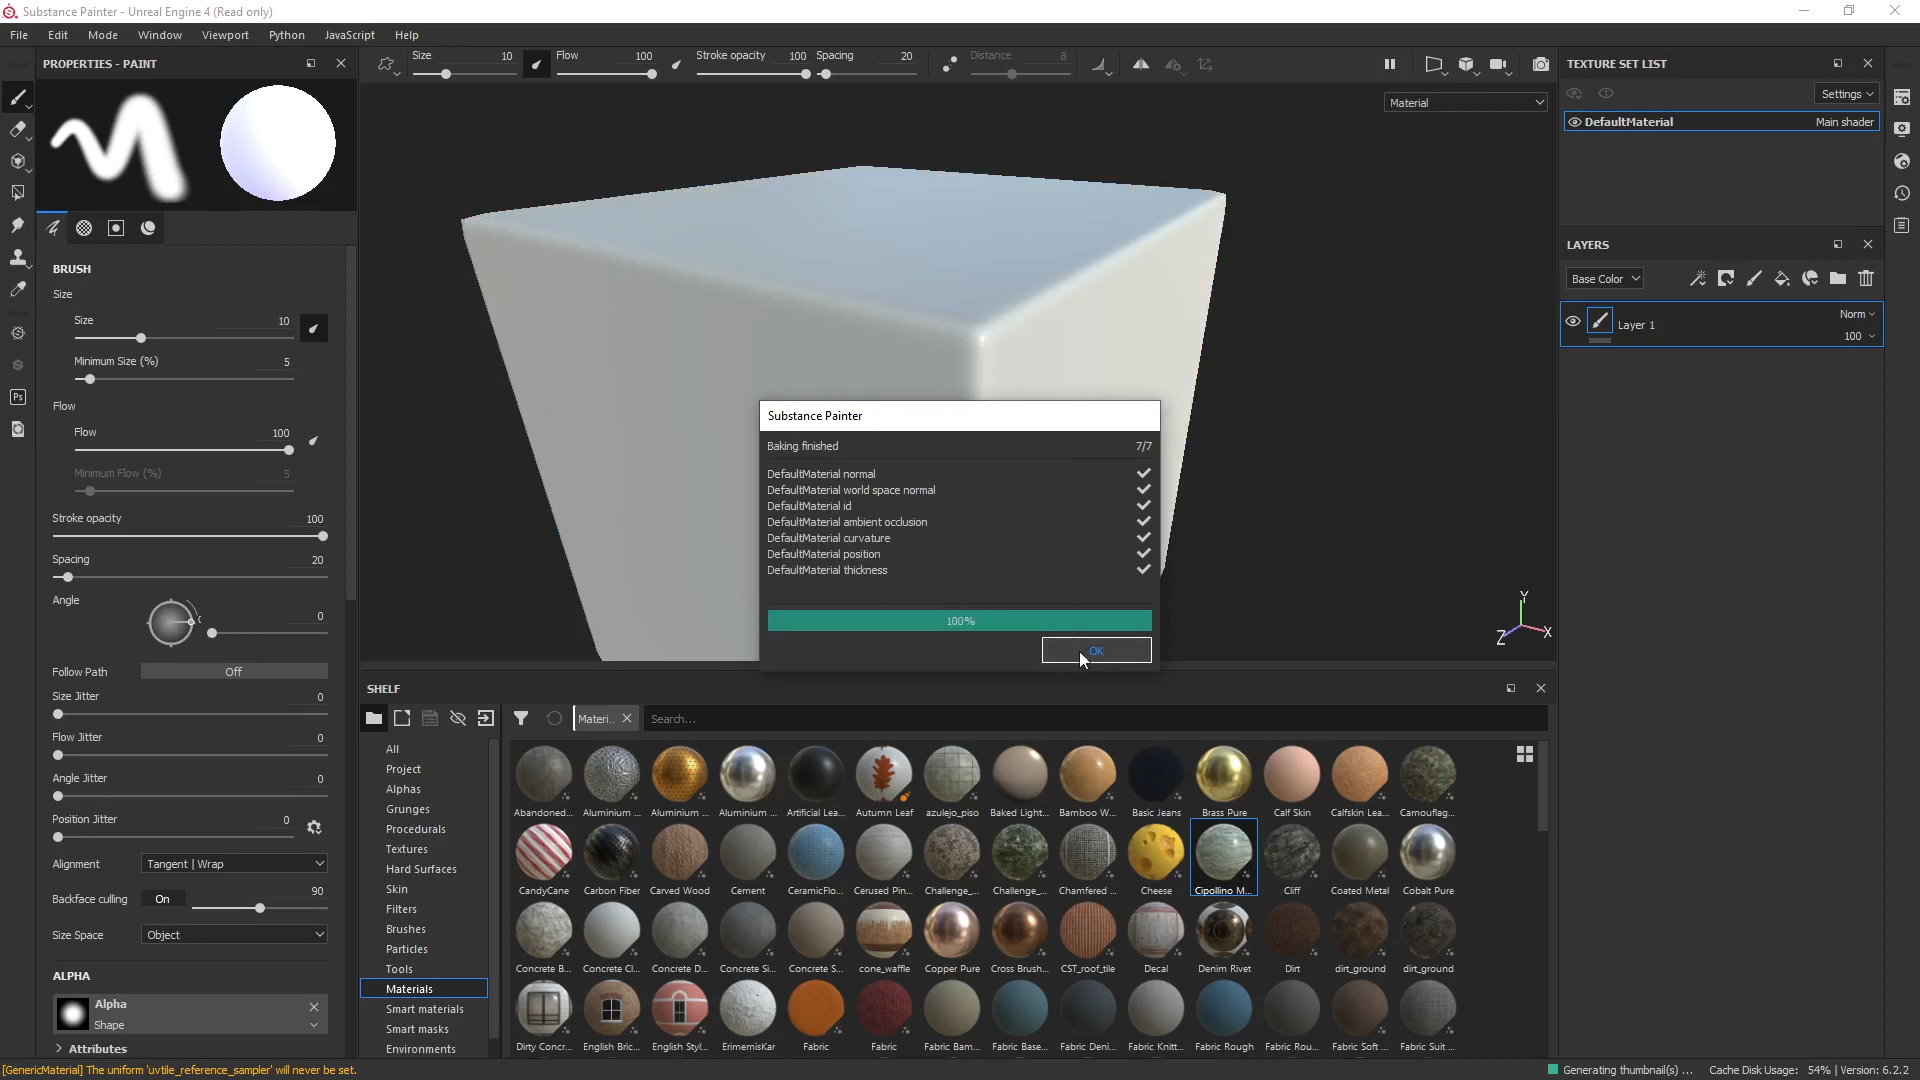 Substance Painter - Unreal Engine 4 (Read only)
File Edit Mode Window Viewport Python JavaScript Help
PROPERTIES - PAINT
Size 10 Flow 100 Stroke opacity 100 Spacing 20 Distance 8
TEXTURE SET LIST
Settings
Material
DefaultMaterial Main shader
LAYERS
Base Color
Norm
Layer 1
100
BRUSH
Size
Size 10
Minimum Size (%) 5
Flow
Flow 100
Minimum Flow (%) 5
Stroke opacity 100
Spacing 20
Angle 0
Follow Path Off
Size Jitter 0
Flow Jitter 0
Angle Jitter 0
Position Jitter 0
Alignment Tangent | Wrap
Backface culling On 90
Size Space Object
ALPHA
Alpha
Shape
Attributes
Ps
Substance Painter
Baking finished 7/7
DefaultMaterial normal
DefaultMaterial world space normal
DefaultMaterial id
DefaultMaterial ambient occlusion
DefaultMaterial curvature
DefaultMaterial position
DefaultMaterial thickness
100%
OK
Y
Z X
SHELF
Materi..
Search...
All
Project
Alphas
Grunges
Procedurals
Textures
Hard Surfaces
Skin
Filters
Brushes
Particles
Tools
Materials
Smart materials
Smart masks
Environments
Abandoned... Aluminium ... Aluminium ... Aluminium ... Artificial Lea... Autumn Leaf azulejo_piso Baked Light... Bamboo W... Basic Jeans Brass Pure Calf Skin Calfskin Lea... Camouflag...
CandyCane Carbon Fiber Carved Wood Cement CeramicFlo... Cerused Pin... Challenge_... Challenge_... Chamfered ... Cheese Cipollino M... Cliff Coated Metal Cobalt Pure
Concrete B... Concrete Cl... Concrete D... Concrete Si... Concrete S... cone_waffle Copper Pure Cross Brush... CST_roof_tile Decal Denim Rivet Dirt dirt_ground dirt_ground
Dirty Concr... English Bric... English Styl... ErimemisKar Fabric Fabric Fabric Bam... Fabric Base... Fabric Deni... Fabric Knitt... Fabric Rough Fabric Rou... Fabric Soft ... Fabric Suit ...
[GenericMaterial] The uniform 'uvtile_reference_sampler' will never be set.
Generating thumbnail(s) ... Cache Disk Usage: 54% | Version: 6.2.2